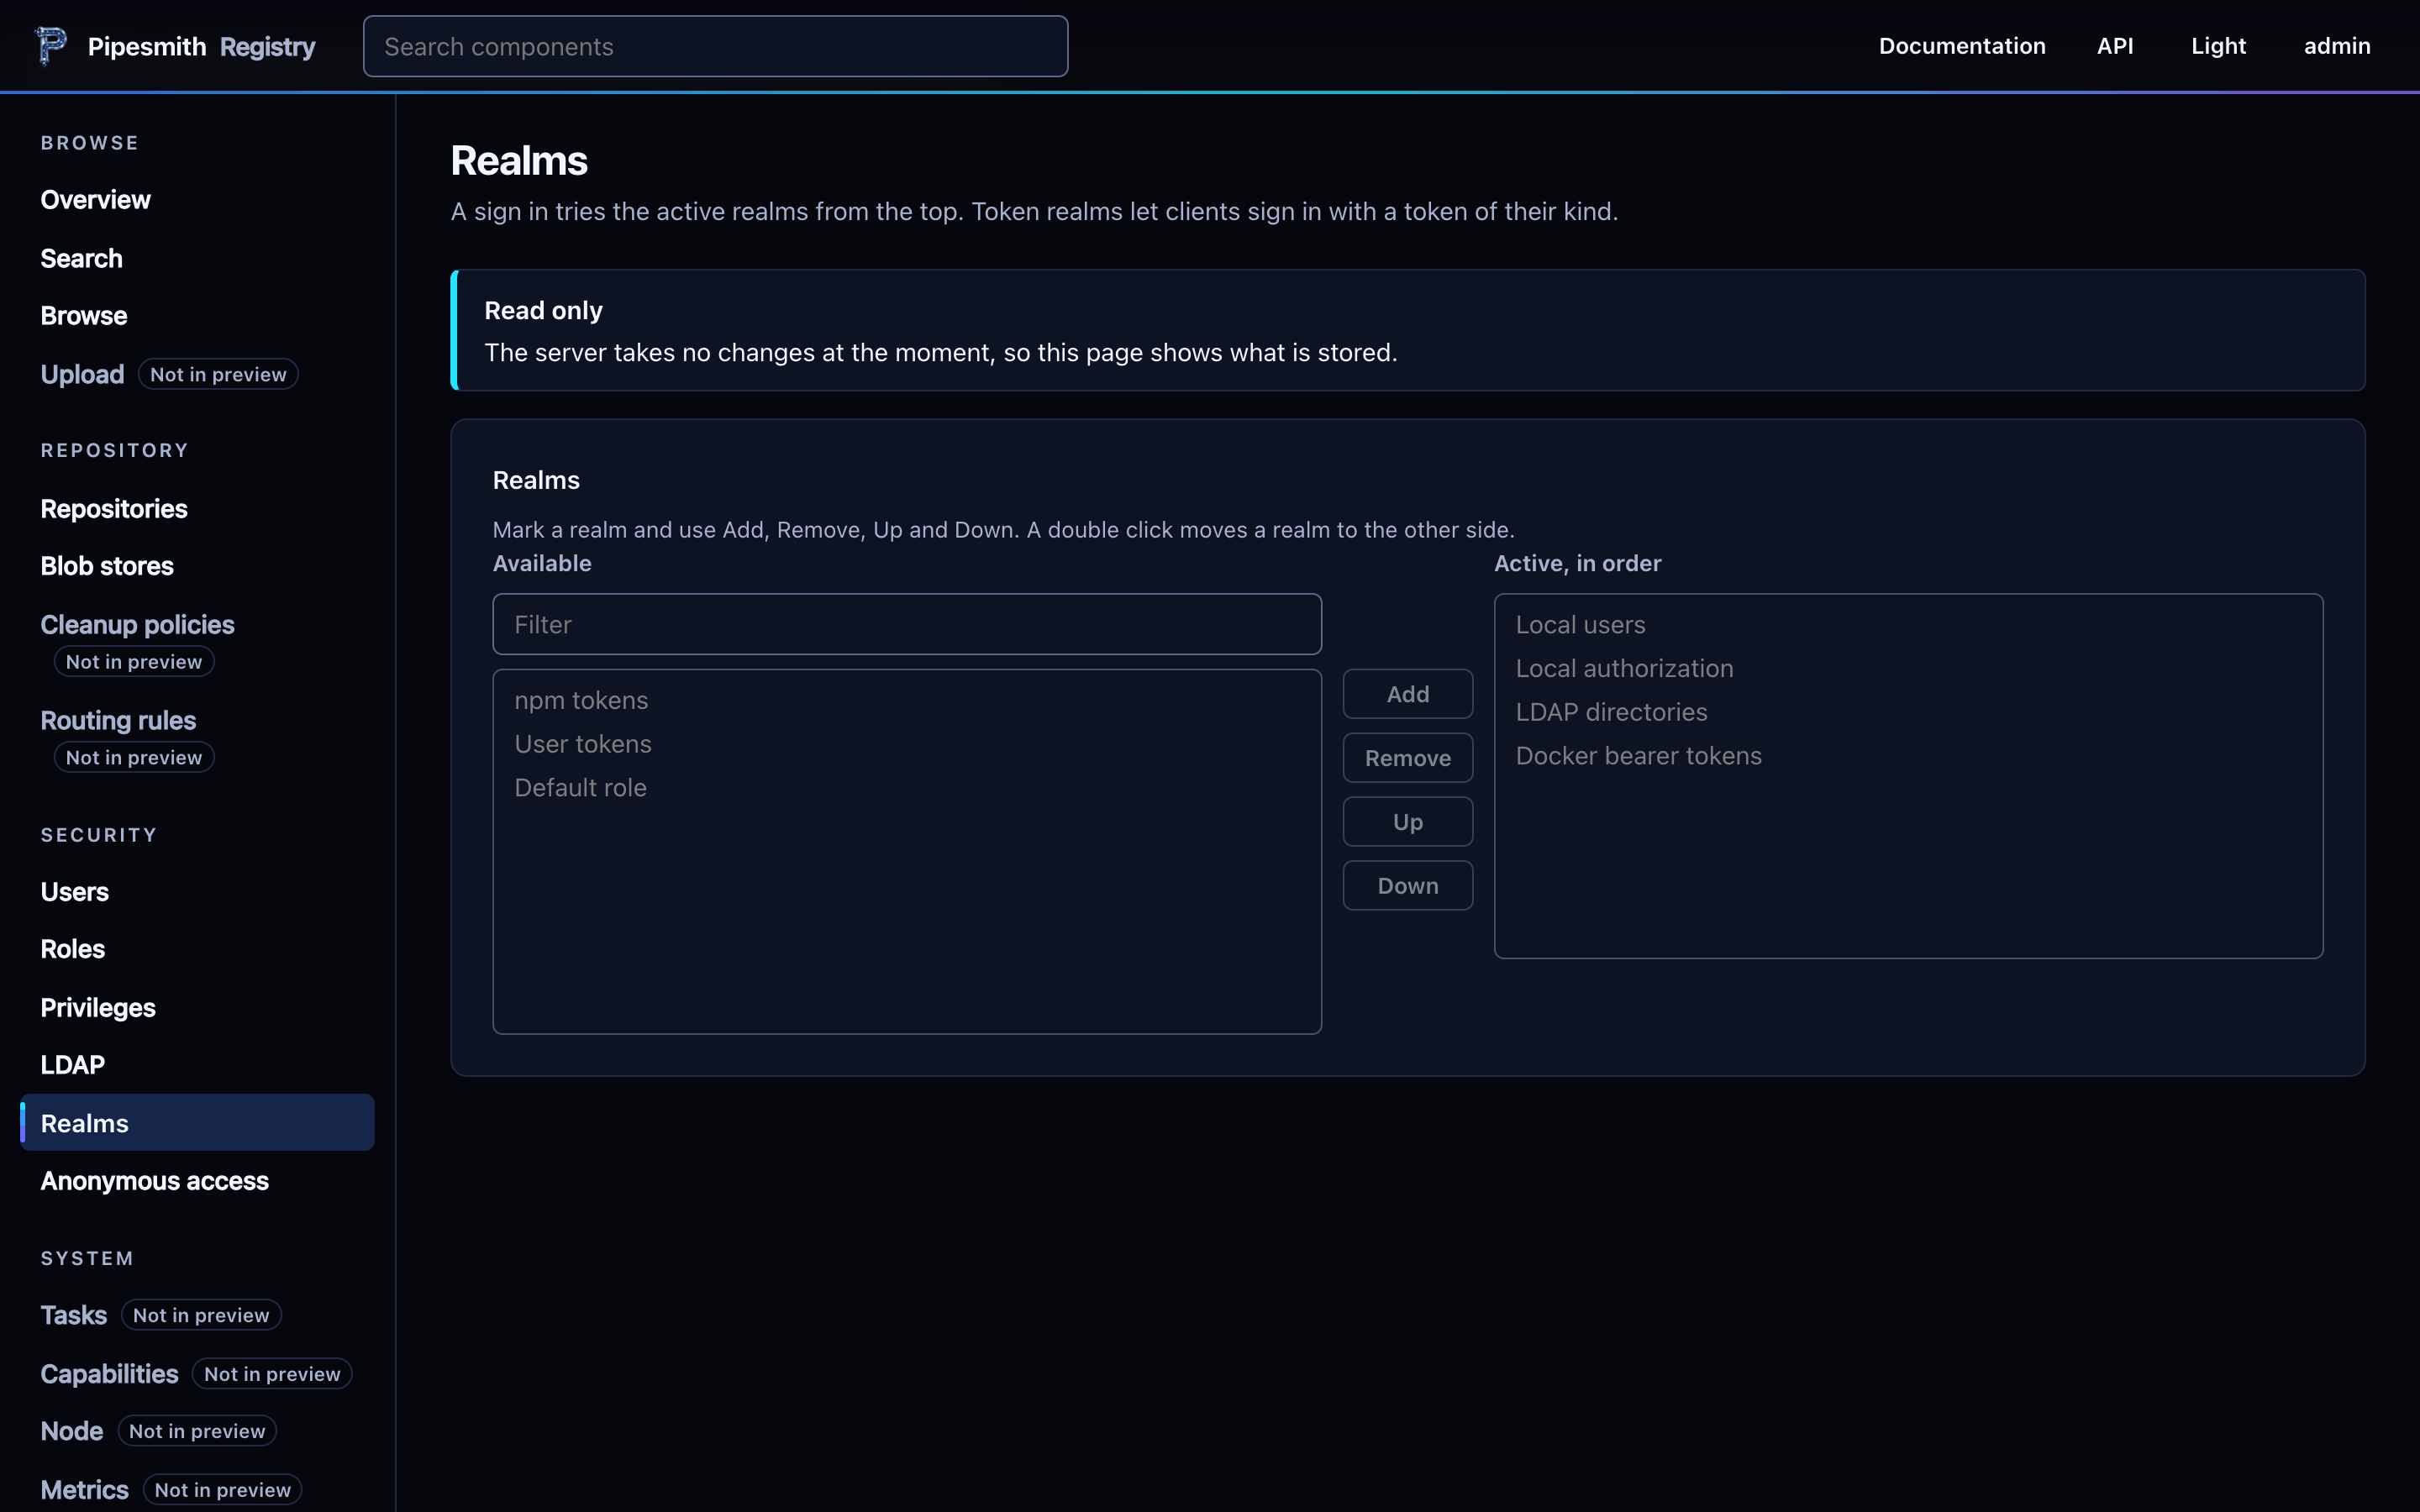 Pipesmith Registry
Search components
Documentation
API
Light
admin
BROWSE
Overview
Search
Browse
Upload Not in preview
REPOSITORY
Repositories
Blob stores
Cleanup policies
Not in preview
Routing rules
Not in preview
SECURITY
Users
Roles
Privileges
LDAP
Realms
Anonymous access
SYSTEM
Tasks Not in preview
Capabilities Not in preview
Node Not in preview
Metrics Not in preview
Realms
A sign in tries the active realms from the top. Token realms let clients sign in with a token of their kind.
Read only
The server takes no changes at the moment, so this page shows what is stored.
Realms
Mark a realm and use Add, Remove, Up and Down. A double click moves a realm to the other side.
Available
Filter
npm tokens
User tokens
Default role
Add
Remove
Up
Down
Active, in order
Local users
Local authorization
LDAP directories
Docker bearer tokens